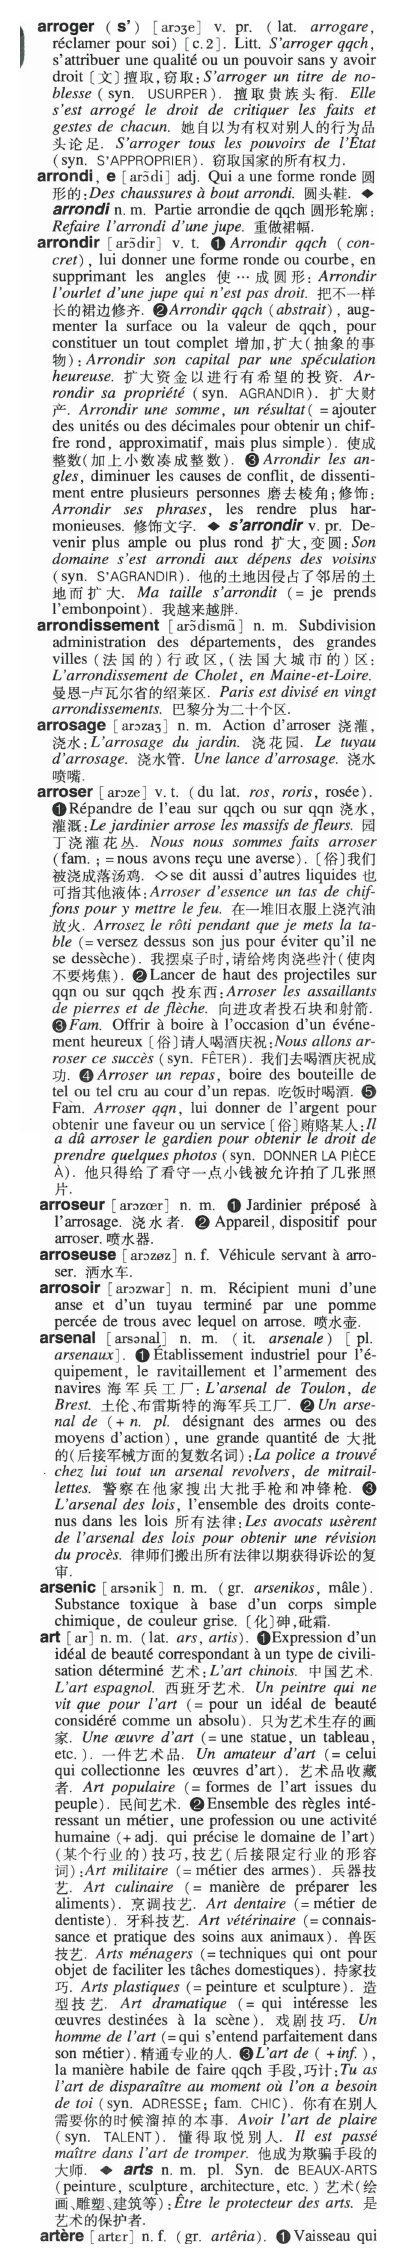 arroger ( s') [arɔʒe] v. pr. ( lat. arrogare,
réclamer pour soi) [c.2]. Litt. S'arroger qqch,
s'attribuer une qualité ou un pouvoir sans y avoir
droit [文] 擅取,窃取: S'arroger un titre de no-
blesse ( syn. USURPER). 擅取贵族头衔. Elle
s'est arrogé le droit de critiquer les faits et
gestes de chacun. 她自以为有权对别人的行为品
头论足. S'arroger tous les pouvoirs de l'État
(syn. S'APPROPRIER). 窃取国家的所有权力.
arrondi, e [arɔ̃di] adj. Qui a une forme ronde 圆
形的:Des chaussures à bout arrondi. 圆头鞋. ◆
arrondi n. m. Partie arrondie de qqch 圆形轮廓:
Refaire l'arrondi d'une jupe. 重做裙幅.
arrondir [arɔ̃dir] v. t. ❶ Arrondir qqch ( con-
cret), lui donner une forme ronde ou courbe, en
supprimant les angles 使 … 成圆形: Arrondir
l'ourlet d'une jupe qui n'est pas droit. 把不一样
长的裙边修齐. ❷Arrondir qqch (abstrait), aug-
menter la surface ou la valeur de qqch, pour
constituer un tout complet 增加,扩大(抽象的事
物): Arrondir son capital par une spéculation
heureuse. 扩大资金以进行有希望的投资. Ar-
rondir sa propriété (syn. AGRANDIR). 扩大财
产. Arrondir une somme, un résultat ( = ajouter
des unités ou des décimales pour obtenir un chif-
fre rond, approximatif, mais plus simple). 使成
整数(加上小数凑成整数). ❸ Arrondir les an-
gles, diminuer les causes de conflit, de dissenti-
ment entre plusieurs personnes 磨去棱角;修饰:
Arrondir ses phrases, les rendre plus har-
monieuses. 修饰文字. ◆ s'arrondir v. pr. De-
venir plus ample ou plus rond 扩大,变圆:Son
domaine s'est arrondi aux dépens des voisins
(syn. S'AGRANDIR). 他的土地因侵占了邻居的土
地而扩大. Ma taille s'arrondit (= je prends
l'embonpoint). 我越来越胖.
arrondissement [arɔ̃dismɑ̃] n. m. Subdivision
administration des départements, des grandes
villes (法国的)行政区,(法国大城市的)区:
L'arrondissement de Cholet, en Maine-et-Loire.
曼恩-卢瓦尔省的绍莱区. Paris est divisé en vingt
arrondissements. 巴黎分为二十个区.
arrosage [arɔzaʒ] n. m. Action d'arroser 浇灌,
浇水:L'arrosage du jardin. 浇花园. Le tuyau
d'arrosage. 浇水管. Une lance d'arrosage. 浇水
喷嘴.
arroser [arɔze] v. t. (du lat. ros, roris, rosée).
❶Répandre de l'eau sur qqch ou sur qqn 浇水,
灌溉:Le jardinier arrose les massifs de fleurs. 园
丁浇灌花丛. Nous nous sommes faits arroser
(fam. ; =nous avons reçu une averse). [俗]我们
被浇成落汤鸡. ◇se dit aussi d'autres liquides 也
可指其他液体:Arroser d'essence un tas de chif-
fons pour y mettre le feu. 在一堆旧衣服上浇汽油
放火. Arrosez le rôti pendant que je mets la ta-
ble (=versez dessus son jus pour éviter qu'il ne
se dessèche). 我摆桌子时,请给烤肉浇些汁(使肉
不要烤焦). ❷Lancer de haut des projectiles sur
qqn ou sur qqch 投东西:Arroser les assaillants
de pierres et de flèche. 向进攻者投石块和射箭.
❸Fam. Offrir à boire à l'occasion d'un événe-
ment heureux [俗]请人喝酒庆祝:Nous allons ar-
roser ce succès (syn. FÊTER). 我们去喝酒庆祝成
功. ❹ Arroser un repas, boire des bouteille de
tel ou tel cru au cour d'un repas. 吃饭时喝酒. ❺
Fam. Arroser qqn, lui donner de l'argent pour
obtenir une faveur ou un service [俗]贿赂某人:Il
a dû arroser le gardien pour obtenir le droit de
prendre quelques photos (syn. DONNER LA PIÈCE
À). 他只得给了看守一点小钱被允许拍了几张照
片.
arroseur [arɔzœr] n. m. ❶ Jardinier préposé à
l'arrosage. 浇水者. ❷ Appareil, dispositif pour
arroser. 喷水器.
arroseuse [arɔzøz] n. f. Véhicule servant à arro-
ser. 洒水车.
arrosoir [arɔzwar] n. m. Récipient muni d'une
anse et d'un tuyau terminé par une pomme
percée de trous avec lequel on arrose. 喷水壶.
arsenal [arsənal] n. m. ( it. arsenale) [ pl.
arsenaux]. ❶ Établissement industriel pour l'é-
quipement, le ravitaillement et l'armement des
navires 海军兵工厂: L'arsenal de Toulon, de
Brest. 土伦、布雷斯特的海军兵工厂. ❷ Un arse-
nal de (+ n. pl. désignant des armes ou des
moyens d'action), une grande quantité de 大批
的(后接军械方面的复数名词):La police a trouvé
chez lui tout un arsenal revolvers, de mitrail-
lettes. 警察在他家搜出大批手枪和冲锋枪. ❸
L'arsenal des lois, l'ensemble des droits conte-
nus dans les lois 所有法律:Les avocats usèrent
de l'arsenal des lois pour obtenir une révision
du procès. 律师们搬出所有法律以期获得诉讼的复
审.
arsenic [arsənik] n. m. (gr. arsenikos, mâle).
Substance toxique à base d'un corps simple
chimique, de couleur grise. [化]砷,砒霜.
art [ar] n. m. (lat. ars, artis). ❶Expression d'un
idéal de beauté correspondant à un type de civili-
sation déterminé 艺术:L'art chinois. 中国艺术.
L'art espagnol. 西班牙艺术. Un peintre qui ne
vit que pour l'art (= pour un idéal de beauté
considéré comme un absolu). 只为艺术生存的画
家. Une œuvre d'art (=une statue, un tableau,
etc.). 一件艺术品. Un amateur d'art (= celui
qui collectionne les œuvres d'art). 艺术品收藏
者. Art populaire (= formes de l'art issues du
peuple). 民间艺术. ❷Ensemble des règles inté-
ressant un métier, une profession ou une activité
humaine (+adj. qui précise le domaine de l'art)
(某个行业的)技巧,技艺(后接限定行业的形容
词):Art militaire (=métier des armes). 兵器技
艺. Art culinaire (= manière de préparer les
aliments). 烹调技艺. Art dentaire (=métier de
dentiste). 牙科技艺. Art vétérinaire (=connais-
sance et pratique des soins aux animaux). 兽医
技艺. Arts ménagers (=techniques qui ont pour
objet de faciliter les tâches domestiques). 持家技
巧. Arts plastiques (=peinture et sculpture). 造
型技艺. Art dramatique (= qui intéresse les
œuvres destinées à la scène). 戏剧技巧. Un
homme de l'art (=qui s'entend parfaitement dans
son métier). 精通专业的人. ❸L'art de ( +inf.),
la manière habile de faire qqch 手段,巧计:Tu as
l'art de disparaître au moment où l'on a besoin
de toi (syn. ADRESSE; fam. CHIC). 你有在别人
需要你的时候溜掉的本事. Avoir l'art de plaire
(syn. TALENT). 懂得取悦别人. Il est passé
maître dans l'art de tromper. 他成为欺骗手段的
大师. ◆ arts n. m. pl. Syn. de BEAUX-ARTS
(peinture, sculpture, architecture, etc.) 艺术(绘
画、雕塑、建筑等):Être le protecteur des arts. 是
艺术的保护者.
artère [artɛr] n. f. (gr. artêria). ❶ Vaisseau qui